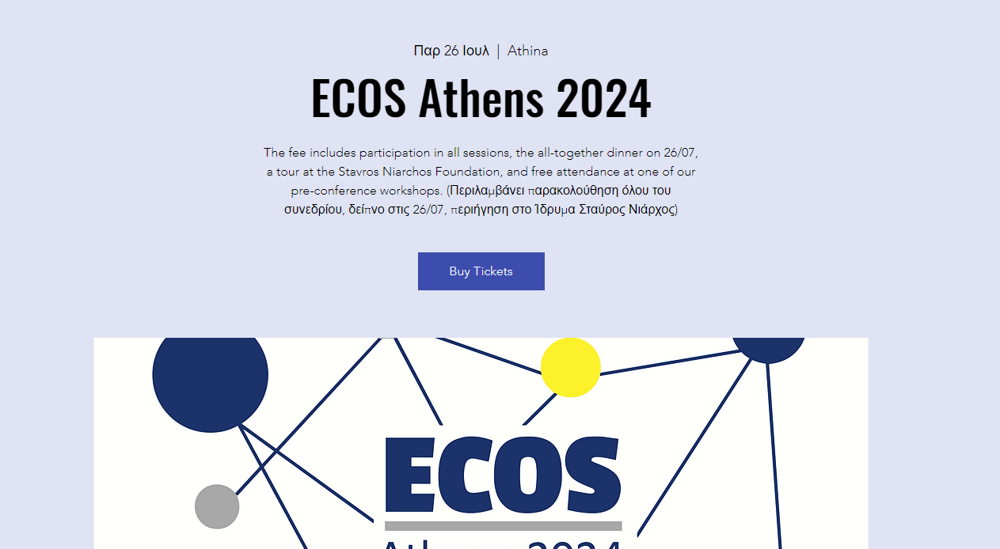 Παρ 26 Ιουλ | Athina
ECOS Athens 2024
The fee includes participation in all sessions, the all-together dinner on 26/07,
a tour at the Stavros Niarchos Foundation, and free attendance at one of our
pre-conference workshops. (Περιλαμβάνει παρακολούθηση όλου του
συνεδρίου, δείπνο στις 26/07, περιήγηση στο Ίδρυμα Σταύρος Νιάρχος)
Buy Tickets
ECOS
Athens 2024